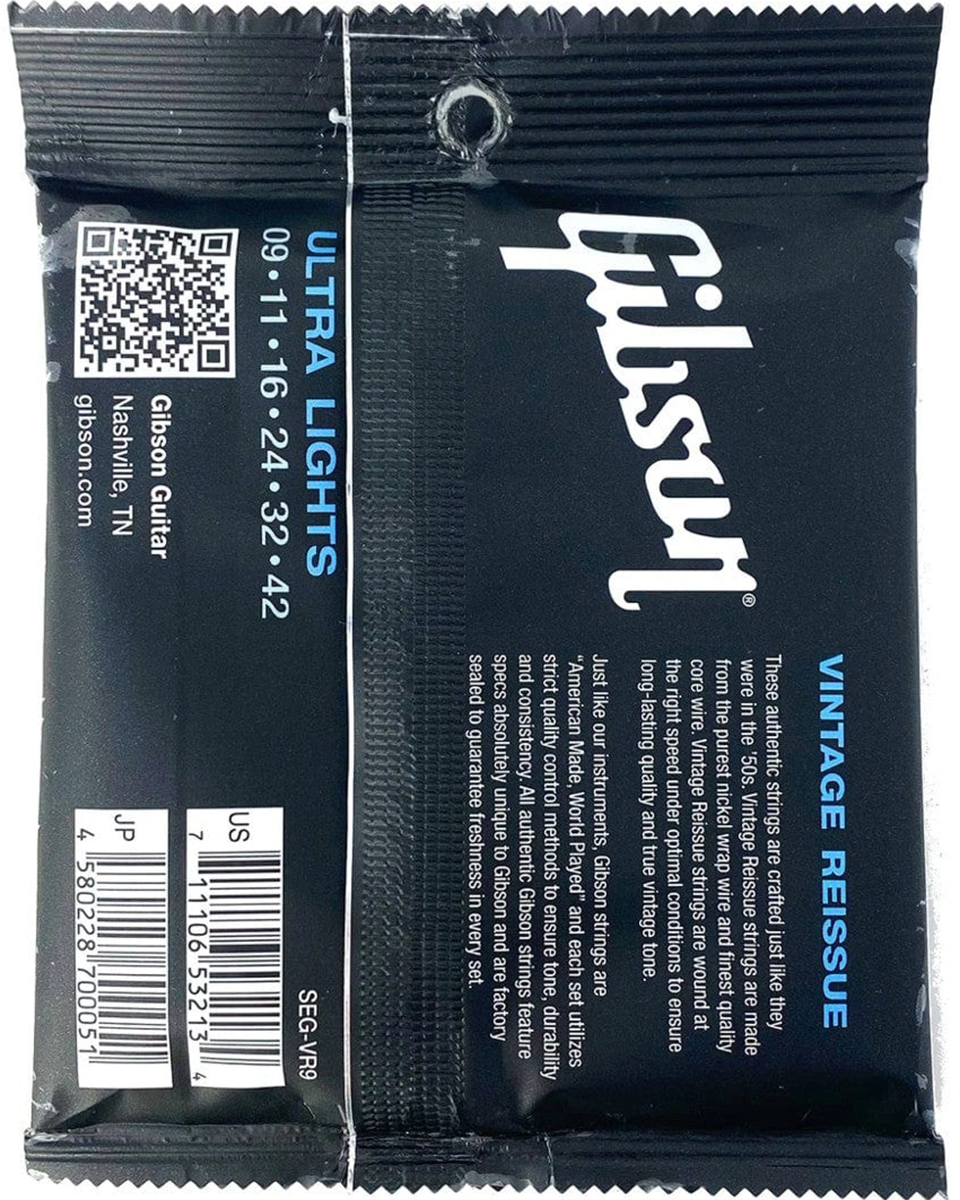 Gibson®
VINTAGE REISSUE
These authentic strings are crafted just like they
were in the '50s. Vintage Reissue strings are made
from the purest nickel wrap wire and finest quality
core wire. Vintage Reissue strings are wound at
the right speed under optimal conditions to ensure
long-lasting quality and true vintage tone.
Just like our instruments, Gibson strings are
“American Made, World Played” and each set utilizes
strict quality control methods to ensure tone, durability
and consistency. All authentic Gibson strings feature
specs absolutely unique to Gibson and are factory
sealed to guarantee freshness in every set.
ULTRA LIGHTS
09•11•16•24•32•42
Gibson Guitar
Nashville, TN
gibson.com
SEG-VR9
US
7 11106 53213 4
JP
4 580228 700051